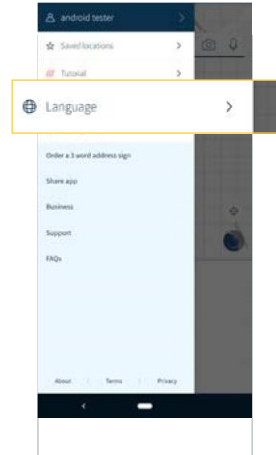 android tester
Saved locations
Tutorial
Language
Order a 3 word address sign
Share app
Business
Support
FAQs
About Terms Privacy